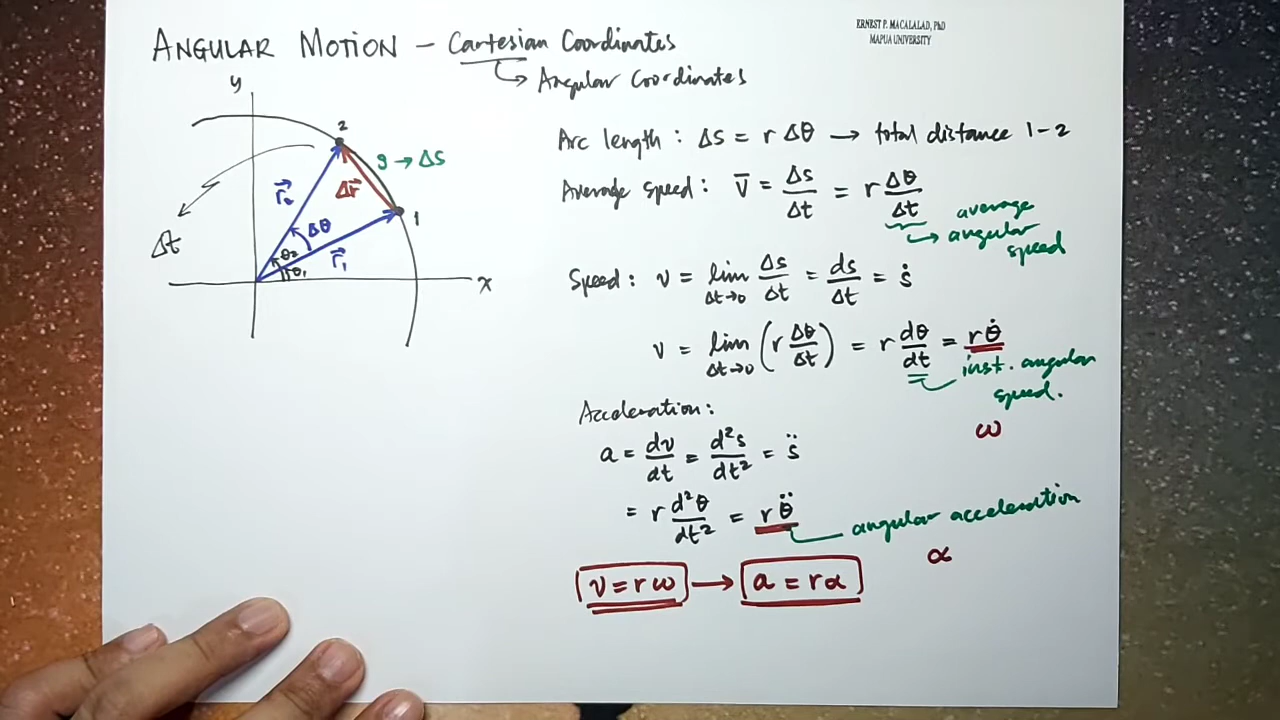 ANGULAR MOTION – Cartesian Coordinates
→ Angular Coordinates
ERNEST P. MACALALAD, PhD
MAPUA UNIVERSITY
y
2
s → Δs
r⃗₂
Δr⃗
1
Δθ
Δt
θ₂
θ₁
r⃗₁
x
Arc length : Δs = r Δθ → total distance 1-2
Average speed : v̄ = Δs/Δt = r Δθ/Δt
→ average angular speed
Speed : v = lim Δt→0 Δs/Δt = ds/Δt = ṡ
v = lim Δt→0 (r Δθ/Δt) = r dθ/dt = rθ̇
inst. angular speed.
ω
Acceleration :
a = dv/dt = d²s/dt² = s̈
= r d²θ/dt² = rθ̈
angular acceleration
α
v = rω → a = rα